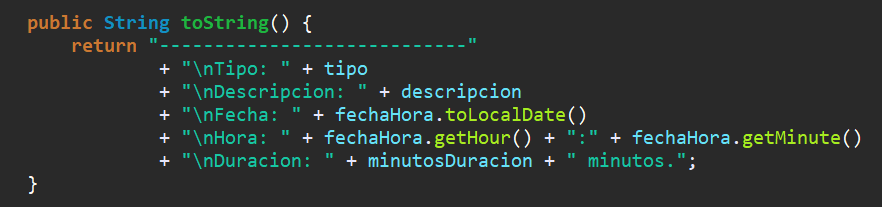 public String toString() {
    return "----------------------------"
            + "\nTipo: " + tipo
            + "\nDescripcion: " + descripcion
            + "\nFecha: " + fechaHora.toLocalDate()
            + "\nHora: " + fechaHora.getHour() + ":" + fechaHora.getMinute()
            + "\nDuracion: " + minutosDuracion + " minutos.";
}